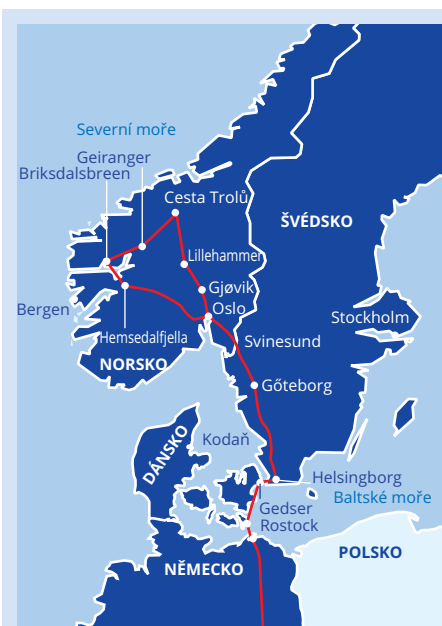 Severní moře
Geiranger
Briksdalsbreen
Cesta Trolů
ŠVÉDSKO
Lillehammer
Gjøvik
Bergen
Oslo
Stockholm
Hemsedalfjella
Svinesund
NORSKO
Gőteborg
Kodaň
DÁNSKO
Helsingborg
Baltské moře
Gedser
Rostock
POLSKO
NĚMECKO